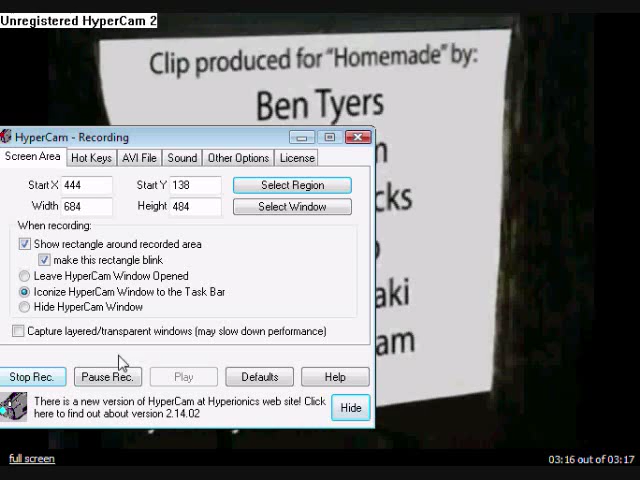 Unregistered HyperCam 2
Clip produced for “Homemade” by:
Ben Tyers
HyperCam - Recording
Screen Area Hot Keys AVI File Sound Other Options License
Start X 444 Start Y 138 Select Region
Width 684 Height 484 Select Window
When recording:
Show rectangle around recorded area
make this rectangle blink
Leave HyperCam Window Opened
Iconize HyperCam Window to the Task Bar
Hide HyperCam Window
Capture layered/transparent windows (may slow down performance)
Stop Rec. Pause Rec. Play Defaults Help
There is a new version of HyperCam at Hyperionics web site! Click
here to find out about version 2.14.02
Hide
n
cks
o
aki
am
full screen
03:16 out of 03:17